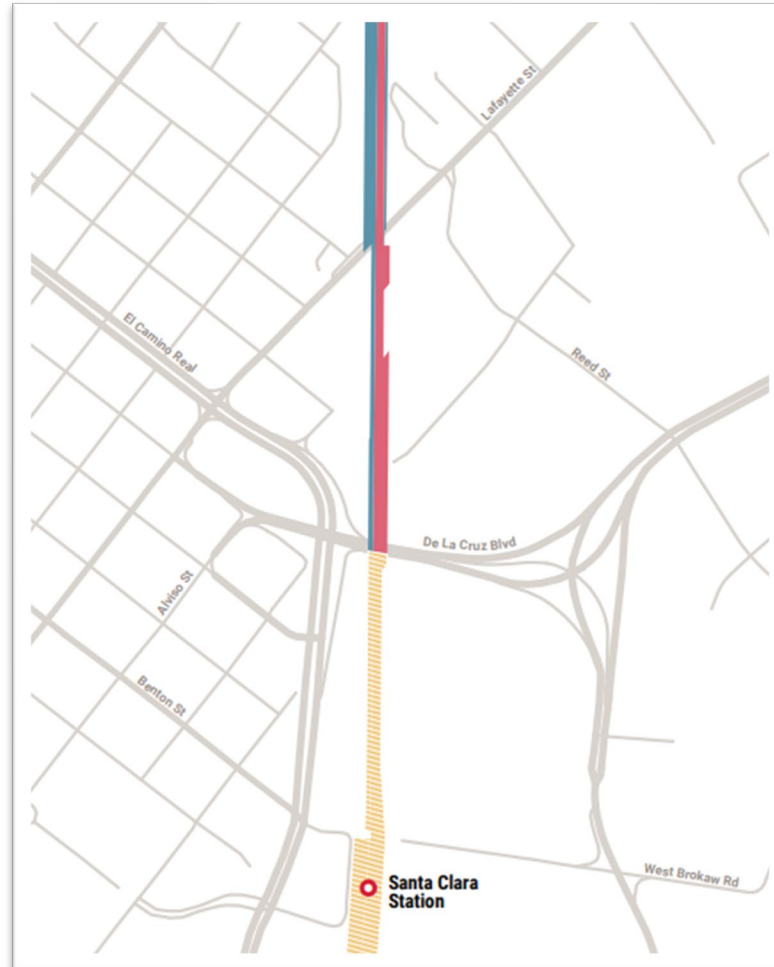 Lafayette St
El Camino Real
Reed St
De La Cruz Blvd
Alviso St
Benton St
West Brokaw Rd
Santa Clara
Station